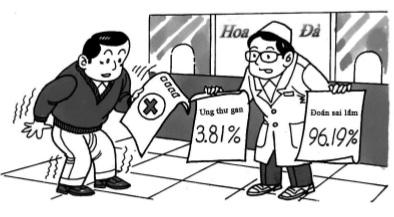 Hoa Đà
Ung thư gan
3.81%
Đoán sai lầm
96.19%